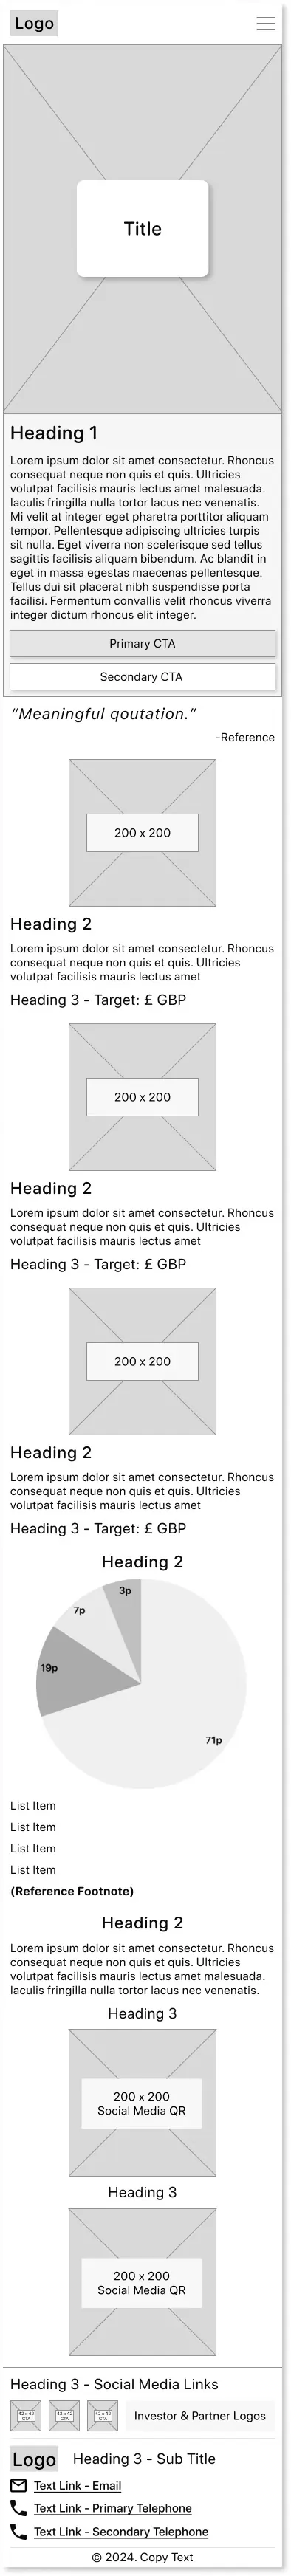 Logo
Title
Heading 1
Lorem ipsum dolor sit amet consectetur. Rhoncus
consequat neque non quis et quis. Ultricies
volutpat facilisis mauris lectus amet malesuada.
Iaculis fringilla nulla tortor lacus nec venenatis.
Mi velit at integer eget pharetra porttitor aliquam
tempor. Pellentesque adipiscing ultricies turpis
sit nulla. Eget viverra non scelerisque sed tellus
sagittis facilisis aliquam bibendum. Ac blandit in
eget in massa egestas maecenas pellentesque.
Tellus dui sit placerat nibh suspendisse porta
facilisi. Fermentum convallis velit rhoncus viverra
integer dictum rhoncus elit integer.
Primary CTA
Secondary CTA
“Meaningful qoutation.”
-Reference
200 x 200
Heading 2
Lorem ipsum dolor sit amet consectetur. Rhoncus
consequat neque non quis et quis. Ultricies
volutpat facilisis mauris lectus amet
Heading 3 - Target: £ GBP
200 x 200
Heading 2
Lorem ipsum dolor sit amet consectetur. Rhoncus
consequat neque non quis et quis. Ultricies
volutpat facilisis mauris lectus amet
Heading 3 - Target: £ GBP
200 x 200
Heading 2
Lorem ipsum dolor sit amet consectetur. Rhoncus
consequat neque non quis et quis. Ultricies
volutpat facilisis mauris lectus amet
Heading 3 - Target: £ GBP
Heading 2
3p
7p
19p
71p
List Item
List Item
List Item
List Item
(Reference Footnote)
Heading 2
Lorem ipsum dolor sit amet consectetur. Rhoncus
consequat neque non quis et quis. Ultricies
volutpat facilisis mauris lectus amet malesuada.
Iaculis fringilla nulla tortor lacus nec venenatis.
Heading 3
200 x 200
Social Media QR
Heading 3
200 x 200
Social Media QR
Heading 3 - Social Media Links
42 x 42
CTA
42 x 42
CTA
42 x 42
CTA
Investor & Partner Logos
Logo
Heading 3 - Sub Title
Text Link - Email
Text Link - Primary Telephone
Text Link - Secondary Telephone
© 2024. Copy Text